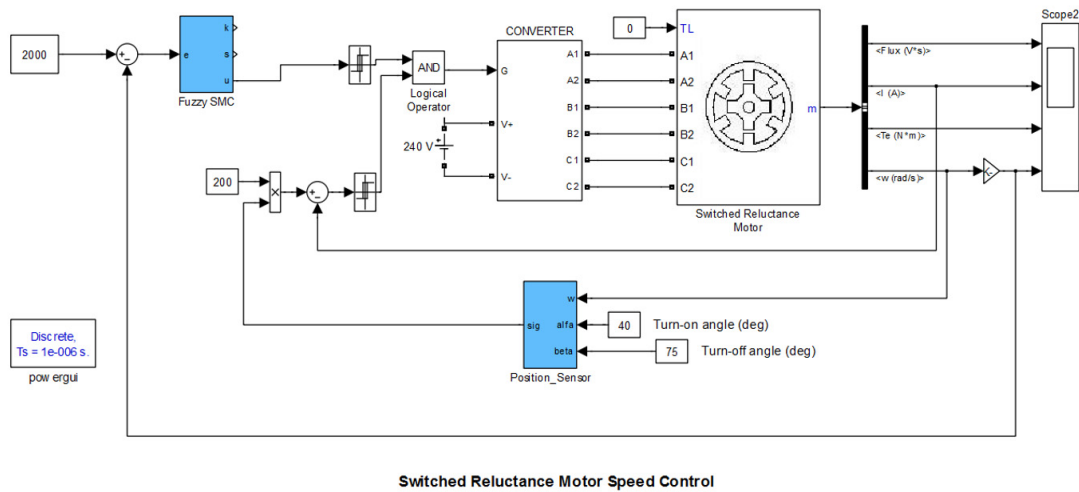 Scope2
2000
e
k
s
u
Fuzzy SMC
AND
Logical
Operator
CONVERTER
G
V+
V-
A1
A2
B1
B2
C1
C2
240 V
0
TL
A1
A2
B1
B2
C1
C2
m
Switched Reluctance
Motor
<Flux (V*s)>
<I (A)>
<Te (N*m)>
<w (rad/s)>
200
w
sig
alfa
beta
Position_Sensor
40
Turn-on angle (deg)
75
Turn-off angle (deg)
Discrete,
Ts = 1e-006 s.
powergui
Switched Reluctance Motor Speed Control